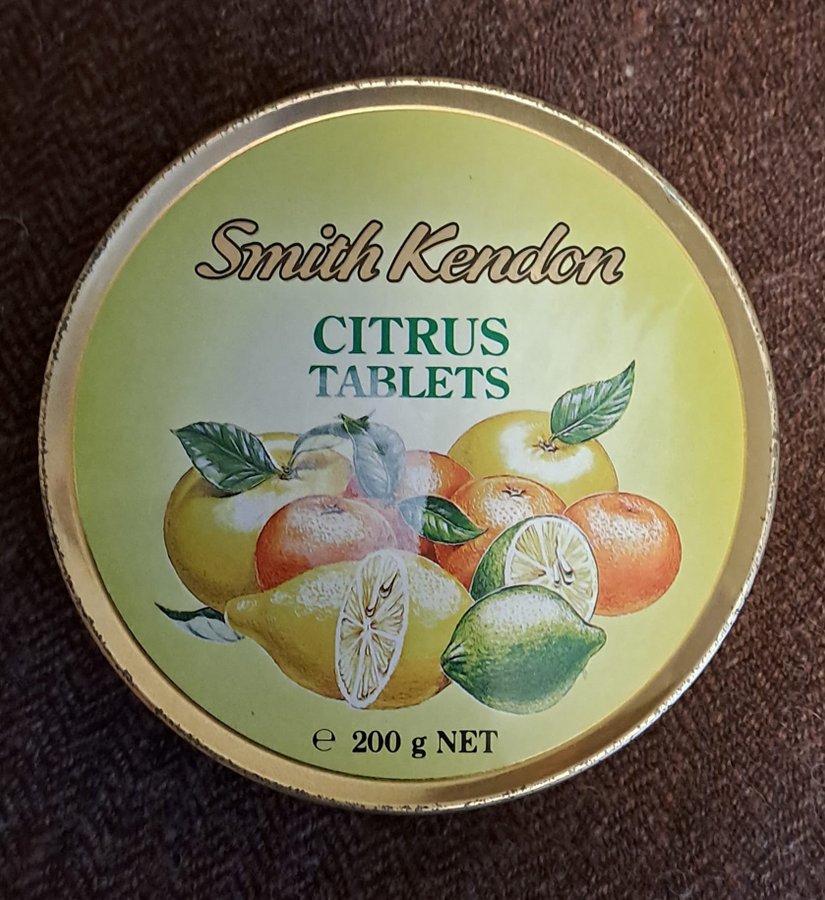 Smith Kendon
CITRUS
TABLETS
℮ 200 g NET